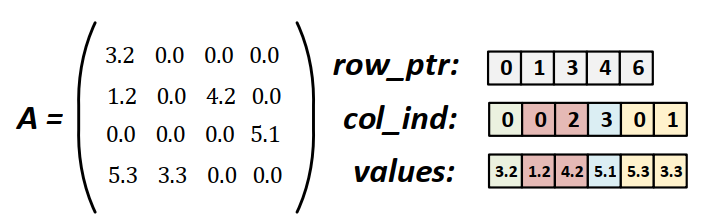 A =
3.2 0.0 0.0 0.0
1.2 0.0 4.2 0.0
0.0 0.0 0.0 5.1
5.3 3.3 0.0 0.0
row_ptr: 0 1 3 4 6
col_ind: 0 0 2 3 0 1
values: 3.2 1.2 4.2 5.1 5.3 3.3